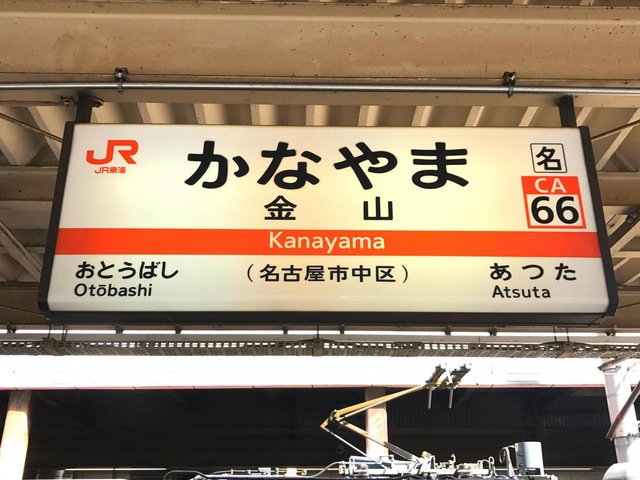 JR
JR東海
かなやま
名
金山
CA
66
Kanayama
おとうばし
Otōbashi
(名古屋市中区)
あつた
Atsuta